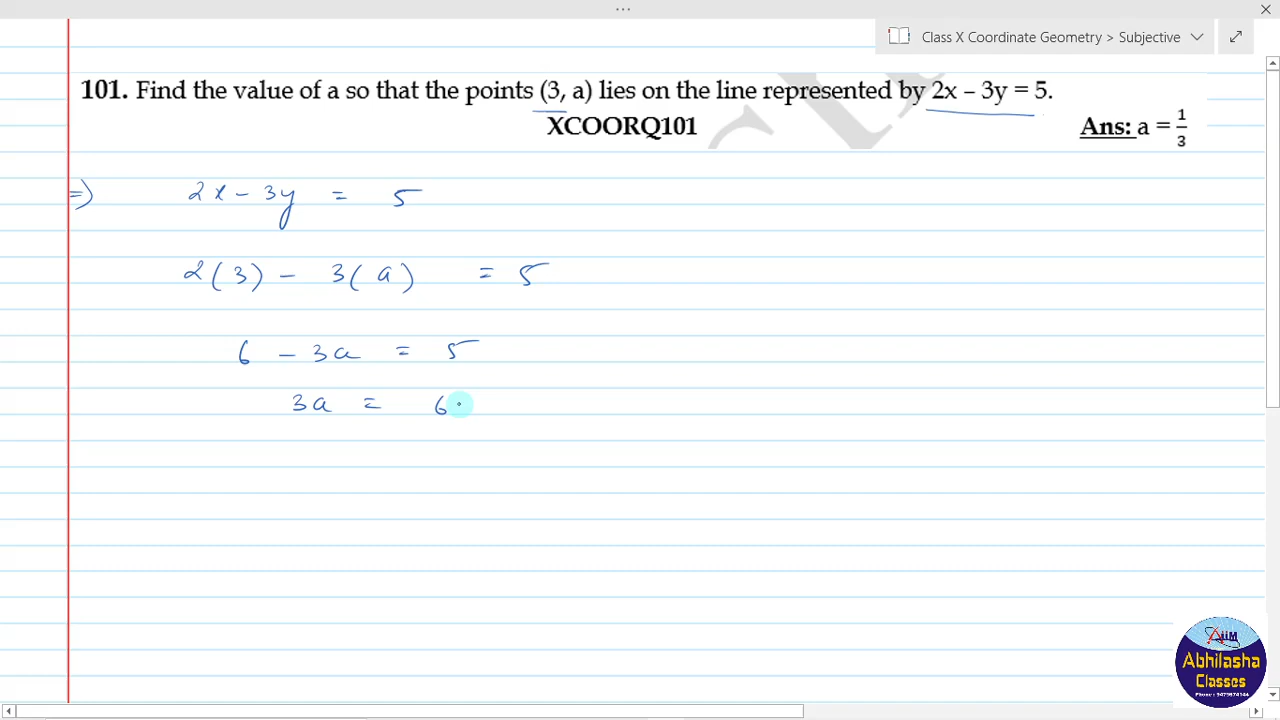 ...
Class X Coordinate Geometry > Subjective
101. Find the value of a so that the points (3, a) lies on the line represented by 2x – 3y = 5.
XCOORQ101
Ans: a = 1/3
=> 2x - 3y = 5
2(3) - 3(a) = 5
6 - 3a = 5
3a = 6
AIIM
Abhilasha
Classes